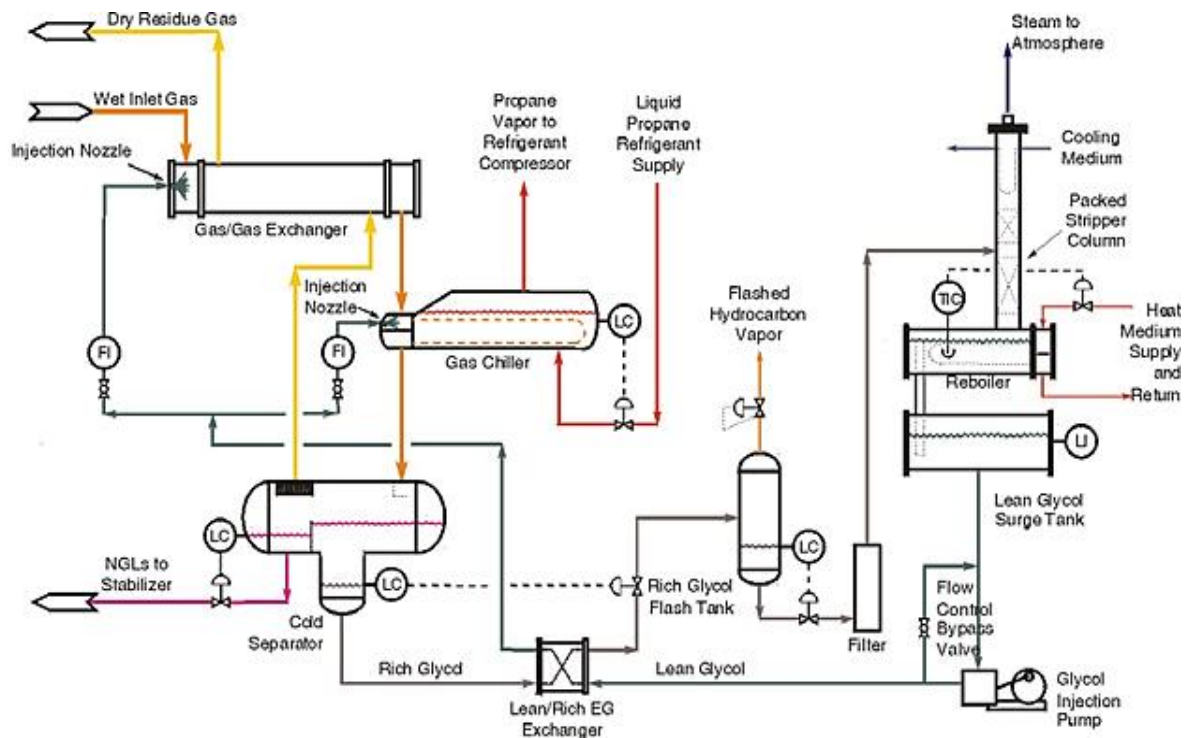 Dry Residue Gas
Wet Inlet Gas
Injection Nozzle
Gas/Gas Exchanger
Propane
Vapor to
Refrigerant
Compressor
Liquid
Propane
Refrigerant
Supply
Steam to
Atmosphere
Cooling
Medium
Packed
Stripper
Column
Injection
Nozzle
LC
Gas Chiller
FI
FI
Flashed
Hydrocarbon
Vapor
TIC
Heat
Medium
Supply
and
Return
Reboiler
LI
Lean Glycol
Surge Tank
LC
NGLs to
Stabilizer
LC
Cold
Separator
LC
Rich Glycol
Flash Tank
Filter
Flow
Control
Bypass
Valve
Rich Glycol
Lean Glycol
Lean/Rich EG
Exchanger
Glycol
Injection
Pump